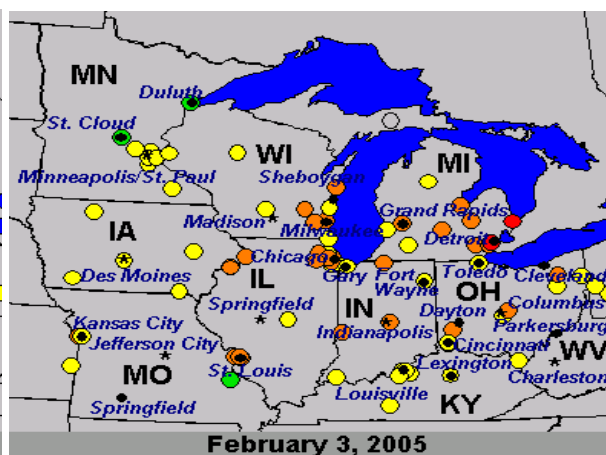 MN
Duluth
St. Cloud
WI
MI
Minneapolis/St. Paul
Sheboygan
Grand Rapids
Madison
Milwaukee
IA
Detroit
Chicago
Toledo
Cleveland
Des Moines
IL
Gary
Fort
Wayne
OH
Springfield
IN
Columbus
Dayton
Kansas City
Indianapolis
Parkersburg
Jefferson City
Cincinnati
WV
MO
St. Louis
Lexington
Charleston
Springfield
Louisville
KY
February 3, 2005